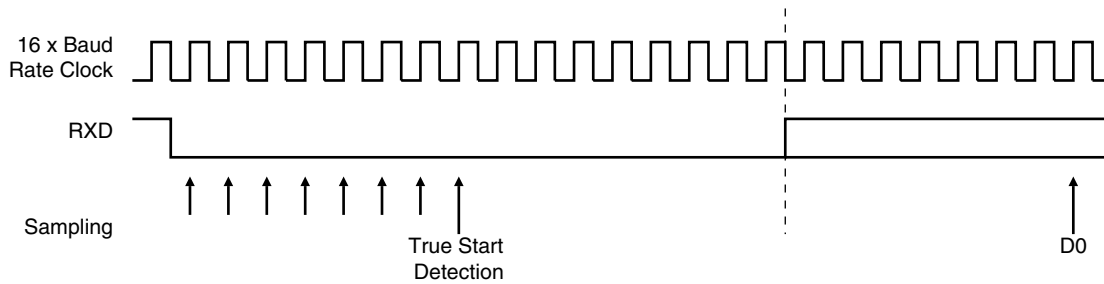 16 x Baud
Rate Clock
RXD
Sampling
True Start
Detection
D0